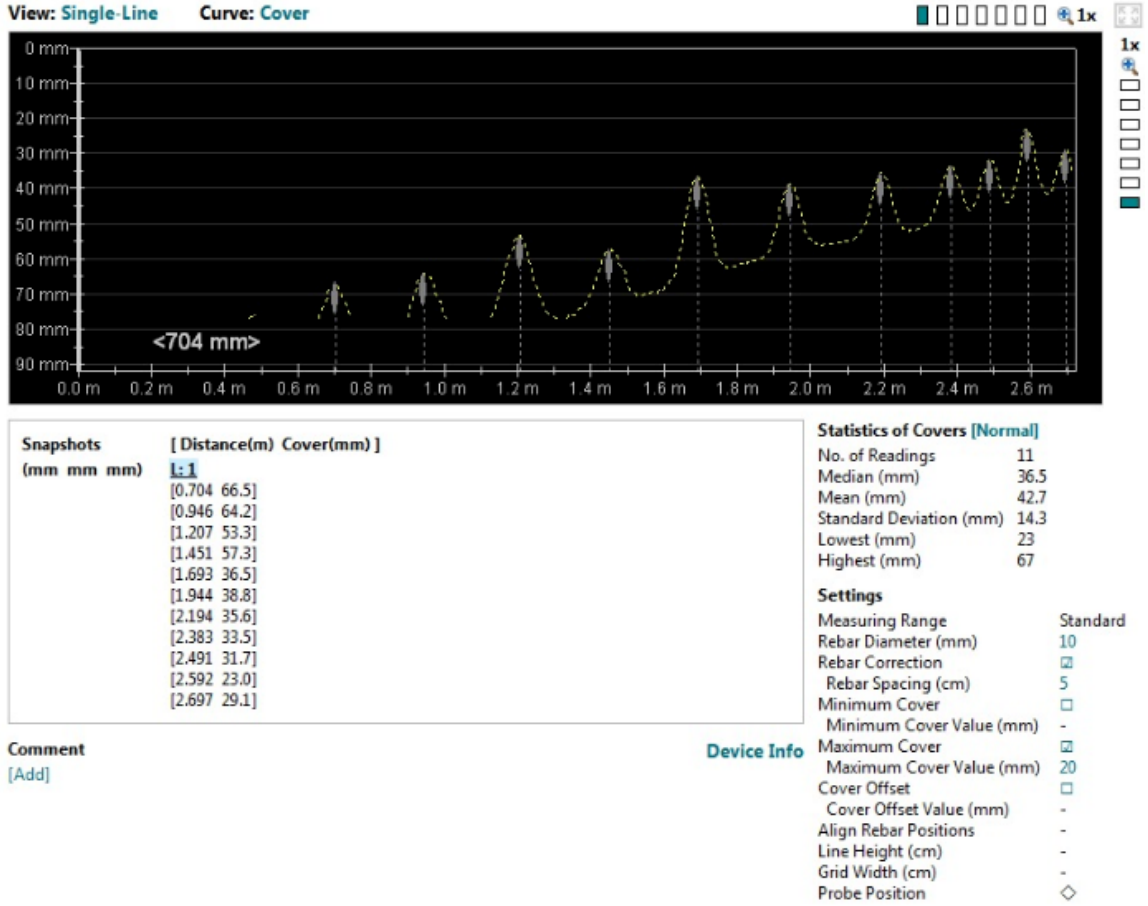 View: Single-Line Curve: Cover 1x
1x
0 mm
10 mm
20 mm
30 mm
40 mm
50 mm
60 mm
70 mm
80 mm
90 mm
<704 mm>
0.0 m 0.2 m 0.4 m 0.6 m 0.8 m 1.0 m 1.2 m 1.4 m 1.6 m 1.8 m 2.0 m 2.2 m 2.4 m 2.6 m
Snapshots [ Distance(m) Cover(mm) ]
(mm mm mm) L: 1
[0.704 66.5]
[0.946 64.2]
[1.207 53.3]
[1.451 57.3]
[1.693 36.5]
[1.944 38.8]
[2.194 35.6]
[2.383 33.5]
[2.491 31.7]
[2.592 23.0]
[2.697 29.1]
Comment
[Add]
Device Info
Statistics of Covers [Normal]
No. of Readings 11
Median (mm) 36.5
Mean (mm) 42.7
Standard Deviation (mm) 14.3
Lowest (mm) 23
Highest (mm) 67
Settings
Measuring Range Standard
Rebar Diameter (mm) 10
Rebar Correction ☑
Rebar Spacing (cm) 5
Minimum Cover ☐
Minimum Cover Value (mm) -
Maximum Cover ☑
Maximum Cover Value (mm) 20
Cover Offset ☐
Cover Offset Value (mm) -
Align Rebar Positions -
Line Height (cm) -
Grid Width (cm) -
Probe Position ◇